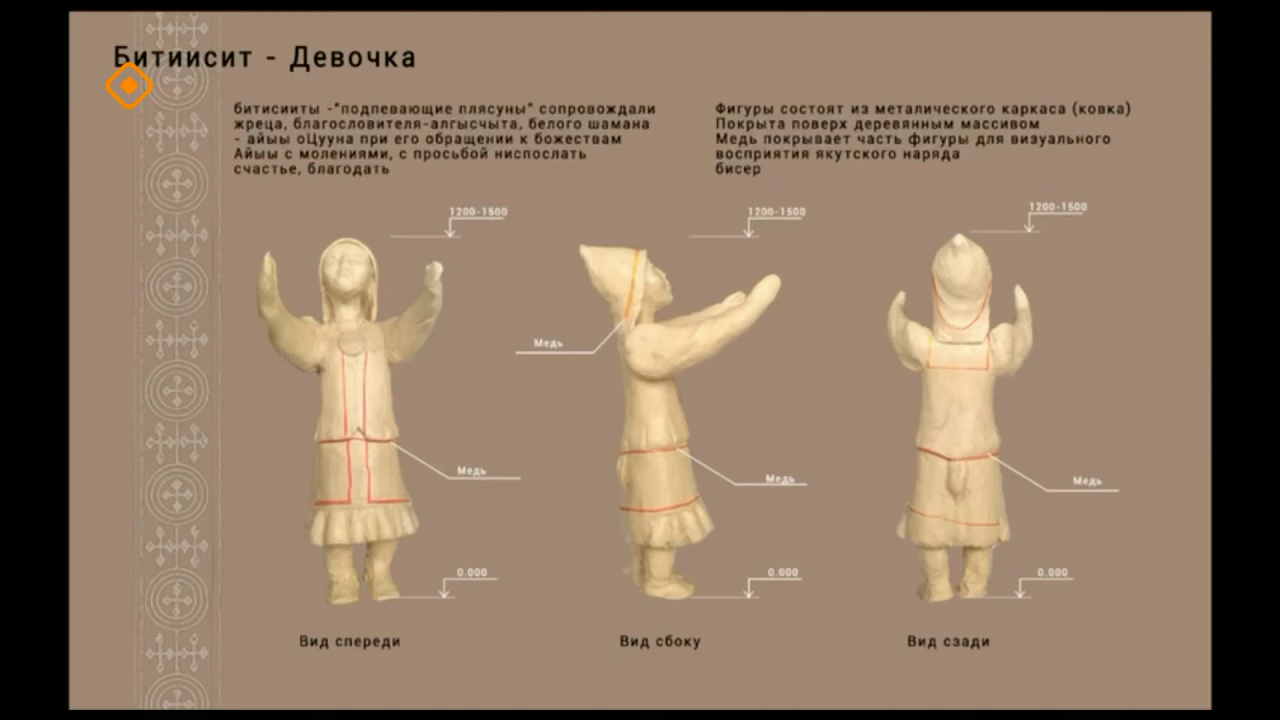 Битиисит - Девочка
битисииты -"подпевающие плясуны" сопровождали
жреца, благословителя-алгысчыта, белого шамана
- айыы оЦууна при его обращении к божествам
Айыы с молениями, с просьбой ниспослать
счастье, благодать
Фигуры состоят из металического каркаса (ковка)
Покрыта поверх деревянным массивом
Медь покрывает часть фигуры для визуального
восприятия якутского наряда
бисер
1200-1500
1200-1500
1200-1500
Медь
Медь
Медь
Медь
0.000
0.000
0.000
Вид спереди
Вид сбоку
Вид сзади